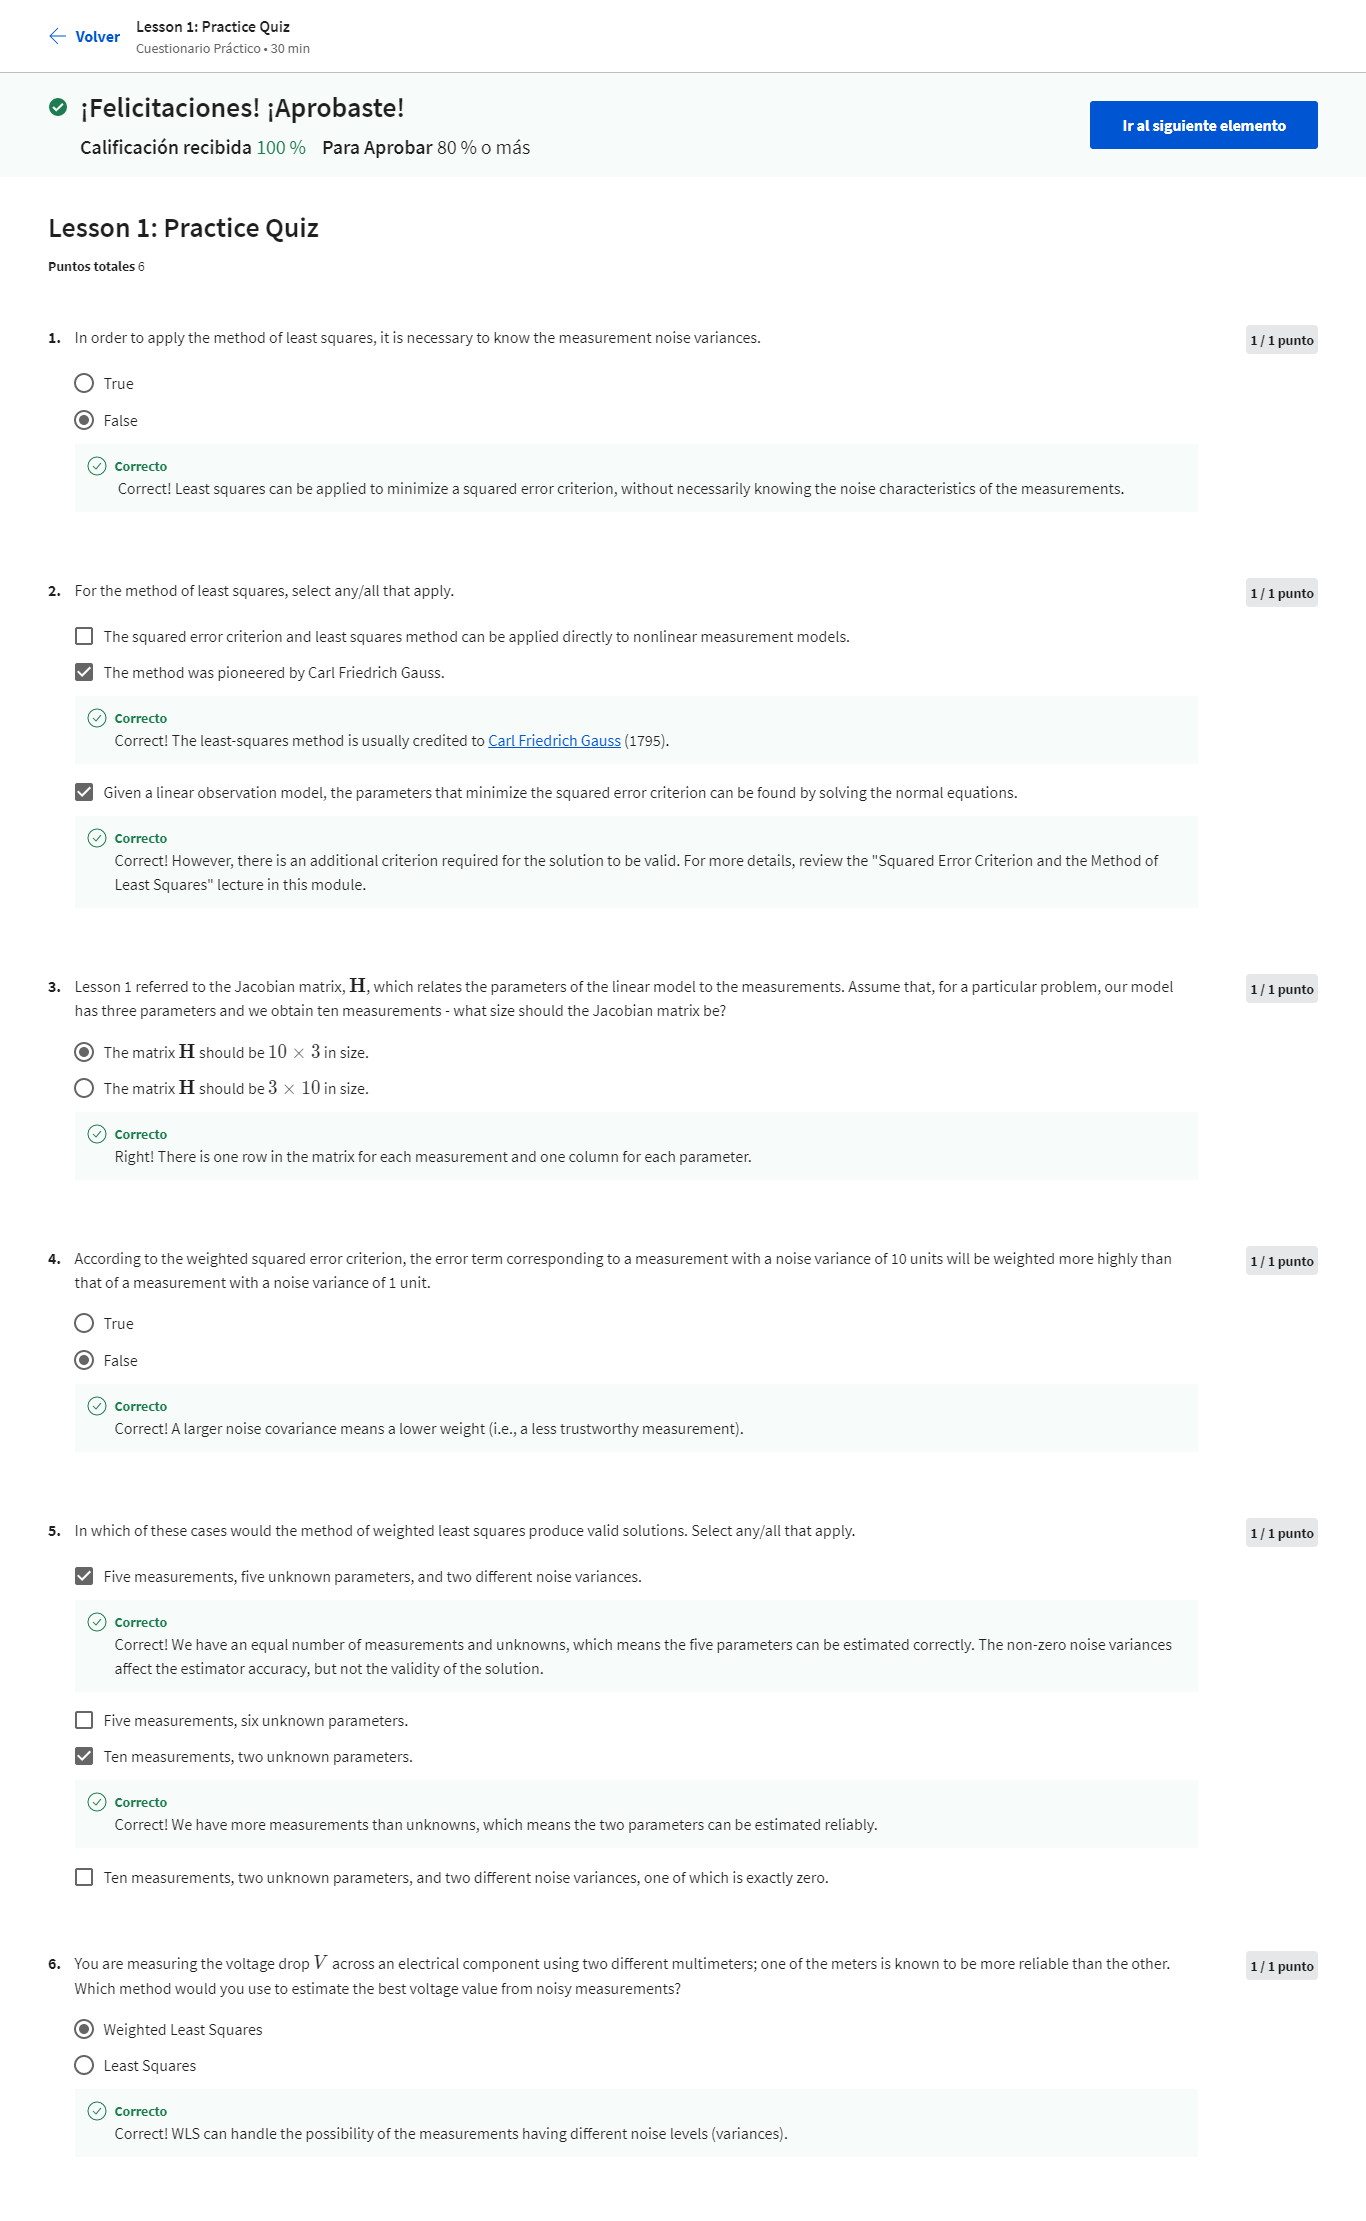 Volver
Lesson 1: Practice Quiz
Cuestionario Práctico • 30 min
¡Felicitaciones! ¡Aprobaste!
Calificación recibida 100 % Para Aprobar 80 % o más
Ir al siguiente elemento
Lesson 1: Practice Quiz
Puntos totales 6
1. In order to apply the method of least squares, it is necessary to know the measurement noise variances.
1 / 1 punto
True
False
Correcto
Correct! Least squares can be applied to minimize a squared error criterion, without necessarily knowing the noise characteristics of the measurements.
2. For the method of least squares, select any/all that apply.
1 / 1 punto
The squared error criterion and least squares method can be applied directly to nonlinear measurement models.
The method was pioneered by Carl Friedrich Gauss.
Correcto
Correct! The least-squares method is usually credited to Carl Friedrich Gauss (1795).
Given a linear observation model, the parameters that minimize the squared error criterion can be found by solving the normal equations.
Correcto
Correct! However, there is an additional criterion required for the solution to be valid. For more details, review the "Squared Error Criterion and the Method of
Least Squares" lecture in this module.
3. Lesson 1 referred to the Jacobian matrix, H, which relates the parameters of the linear model to the measurements. Assume that, for a particular problem, our model
has three parameters and we obtain ten measurements - what size should the Jacobian matrix be?
1 / 1 punto
The matrix H should be 10 × 3 in size.
The matrix H should be 3 × 10 in size.
Correcto
Right! There is one row in the matrix for each measurement and one column for each parameter.
4. According to the weighted squared error criterion, the error term corresponding to a measurement with a noise variance of 10 units will be weighted more highly than
that of a measurement with a noise variance of 1 unit.
1 / 1 punto
True
False
Correcto
Correct! A larger noise covariance means a lower weight (i.e., a less trustworthy measurement).
5. In which of these cases would the method of weighted least squares produce valid solutions. Select any/all that apply.
1 / 1 punto
Five measurements, five unknown parameters, and two different noise variances.
Correcto
Correct! We have an equal number of measurements and unknowns, which means the five parameters can be estimated correctly. The non-zero noise variances
affect the estimator accuracy, but not the validity of the solution.
Five measurements, six unknown parameters.
Ten measurements, two unknown parameters.
Correcto
Correct! We have more measurements than unknowns, which means the two parameters can be estimated reliably.
Ten measurements, two unknown parameters, and two different noise variances, one of which is exactly zero.
6. You are measuring the voltage drop V across an electrical component using two different multimeters; one of the meters is known to be more reliable than the other.
Which method would you use to estimate the best voltage value from noisy measurements?
1 / 1 punto
Weighted Least Squares
Least Squares
Correcto
Correct! WLS can handle the possibility of the measurements having different noise levels (variances).